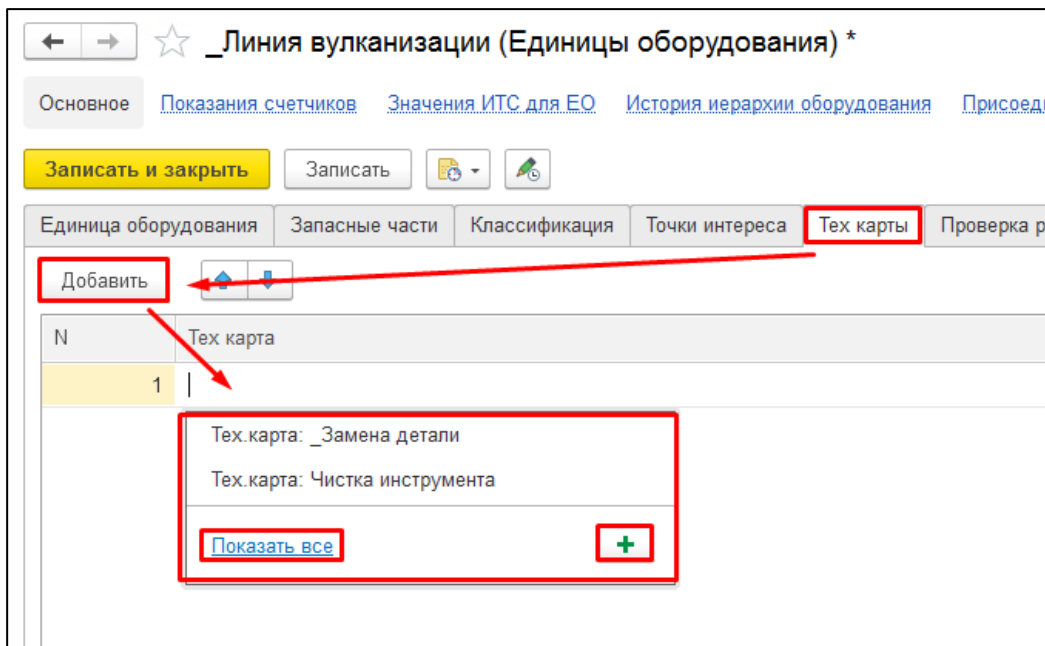 _Линия вулканизации (Единицы оборудования) *
Основное Показания счетчиков Значения ИТС для ЕО История иерархии оборудования
Записать и закрыть Записать
Единица оборудования Запасные части Классификация Точки интереса Тех карты Проверка
Добавить
N Тех карта
1
Тех.карта: _Замена детали
Тех.карта: Чистка инструмента
Показать все